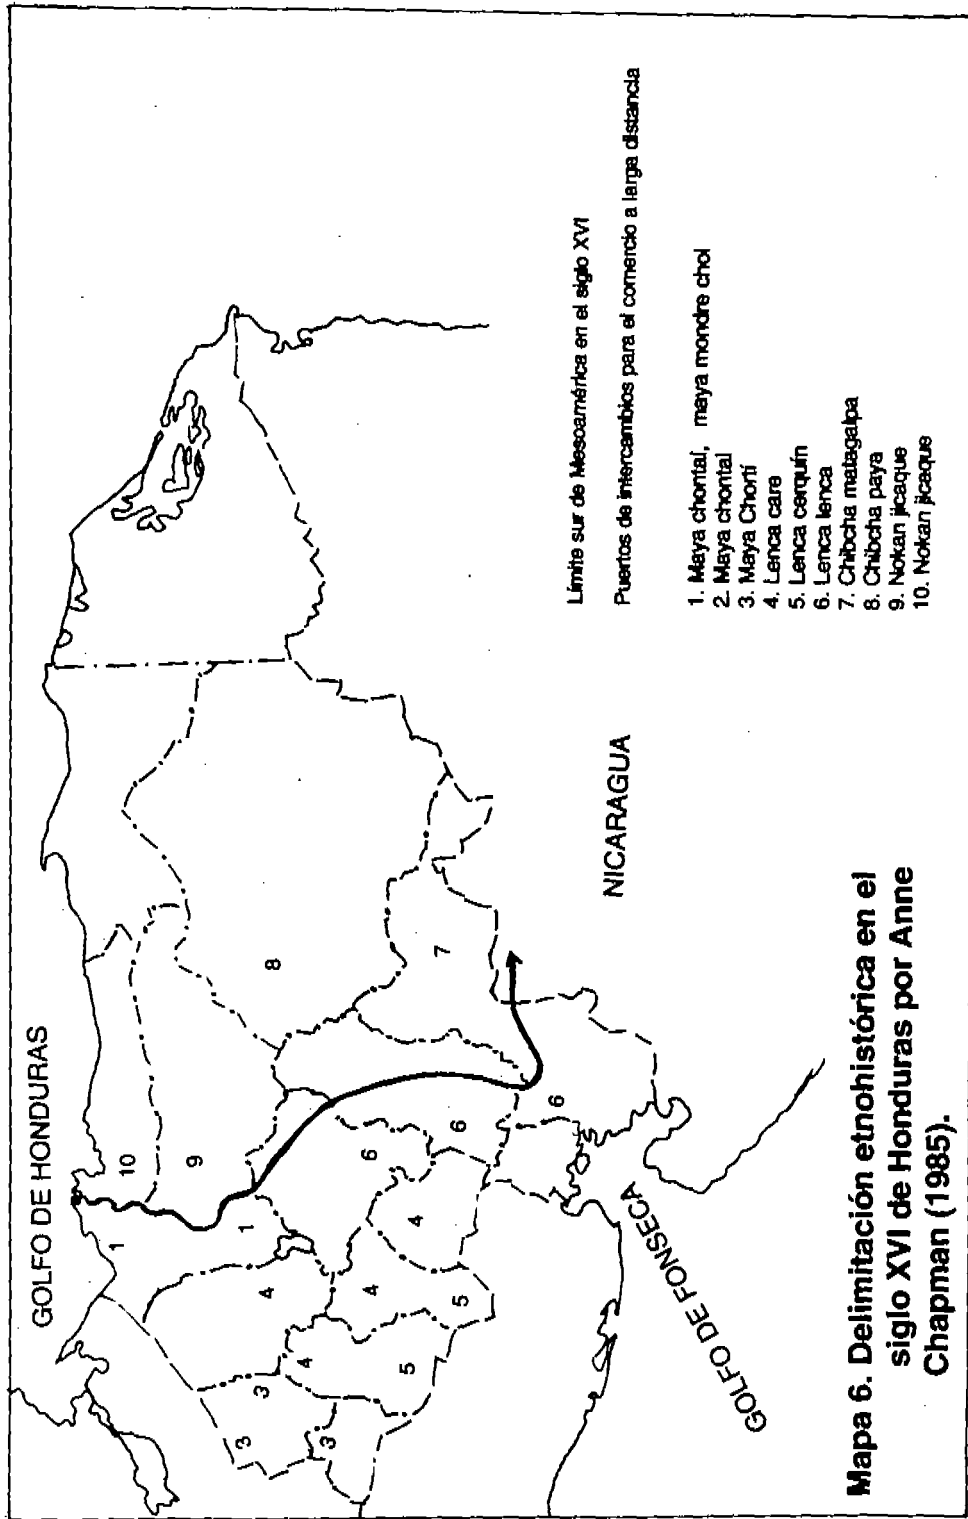 GOLFO DE HONDURAS
1
10
9
1
8
4
3
3
3
4
4
4
6
6
6
7
5
5
NICARAGUA
GOLFO DE FONSECA
Límite sur de Mesoamérica en el siglo XVI
Puertos de intercambios para el comercio a larga distancia
1. Maya chontal, maya mondre chol
2. Maya chontal
3. Maya Chortí
4. Lenca care
5. Lenca cerquín
6. Lenca lenca
7. Chibcha matagalpa
8. Chibcha paya
9. Nokan jicaque
10. Nokan jicaque
Mapa 6. Delimitación etnohistórica en el
siglo XVI de Honduras por Anne
Chapman (1985).